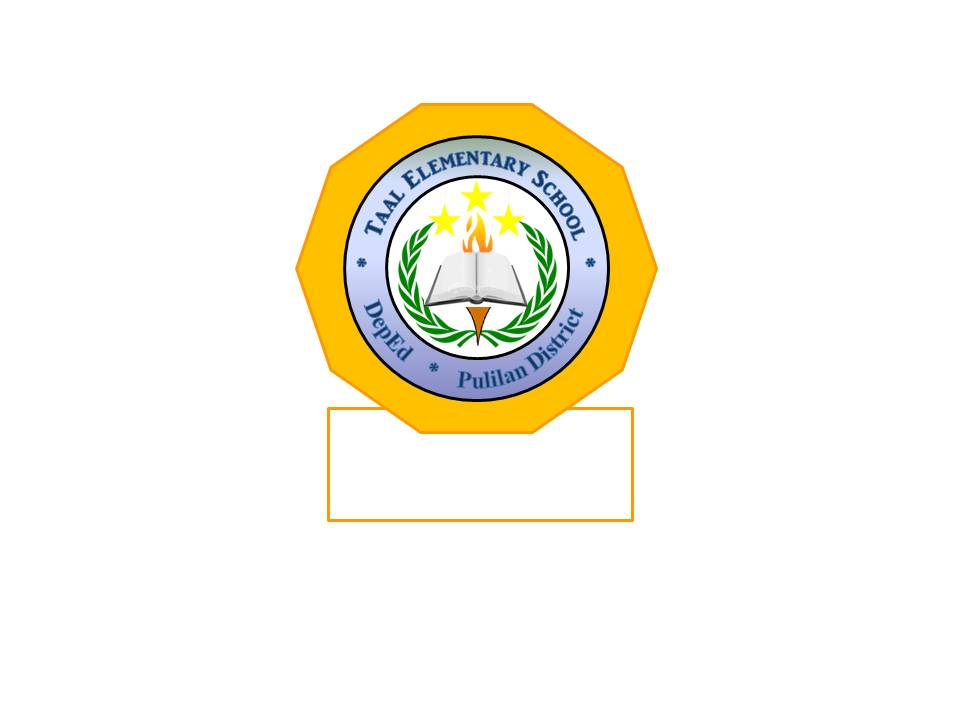 TAAL ELEMENTARY SCHOOL
* DepEd * Pulilan District *